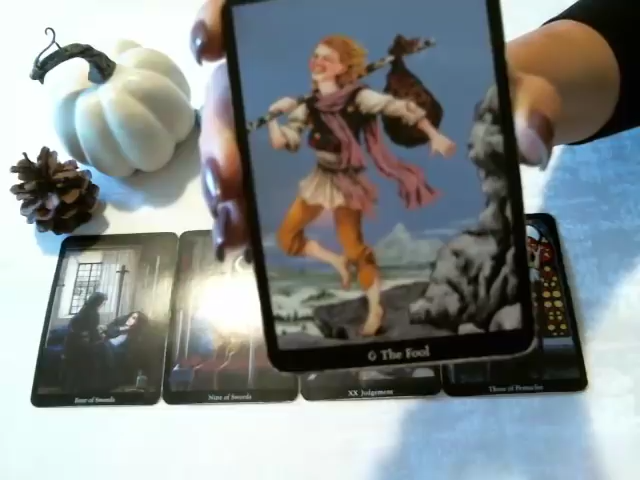 0 The Fool
Four of Swords
Nine of Swords
XX Judgement
Three of Pentacles